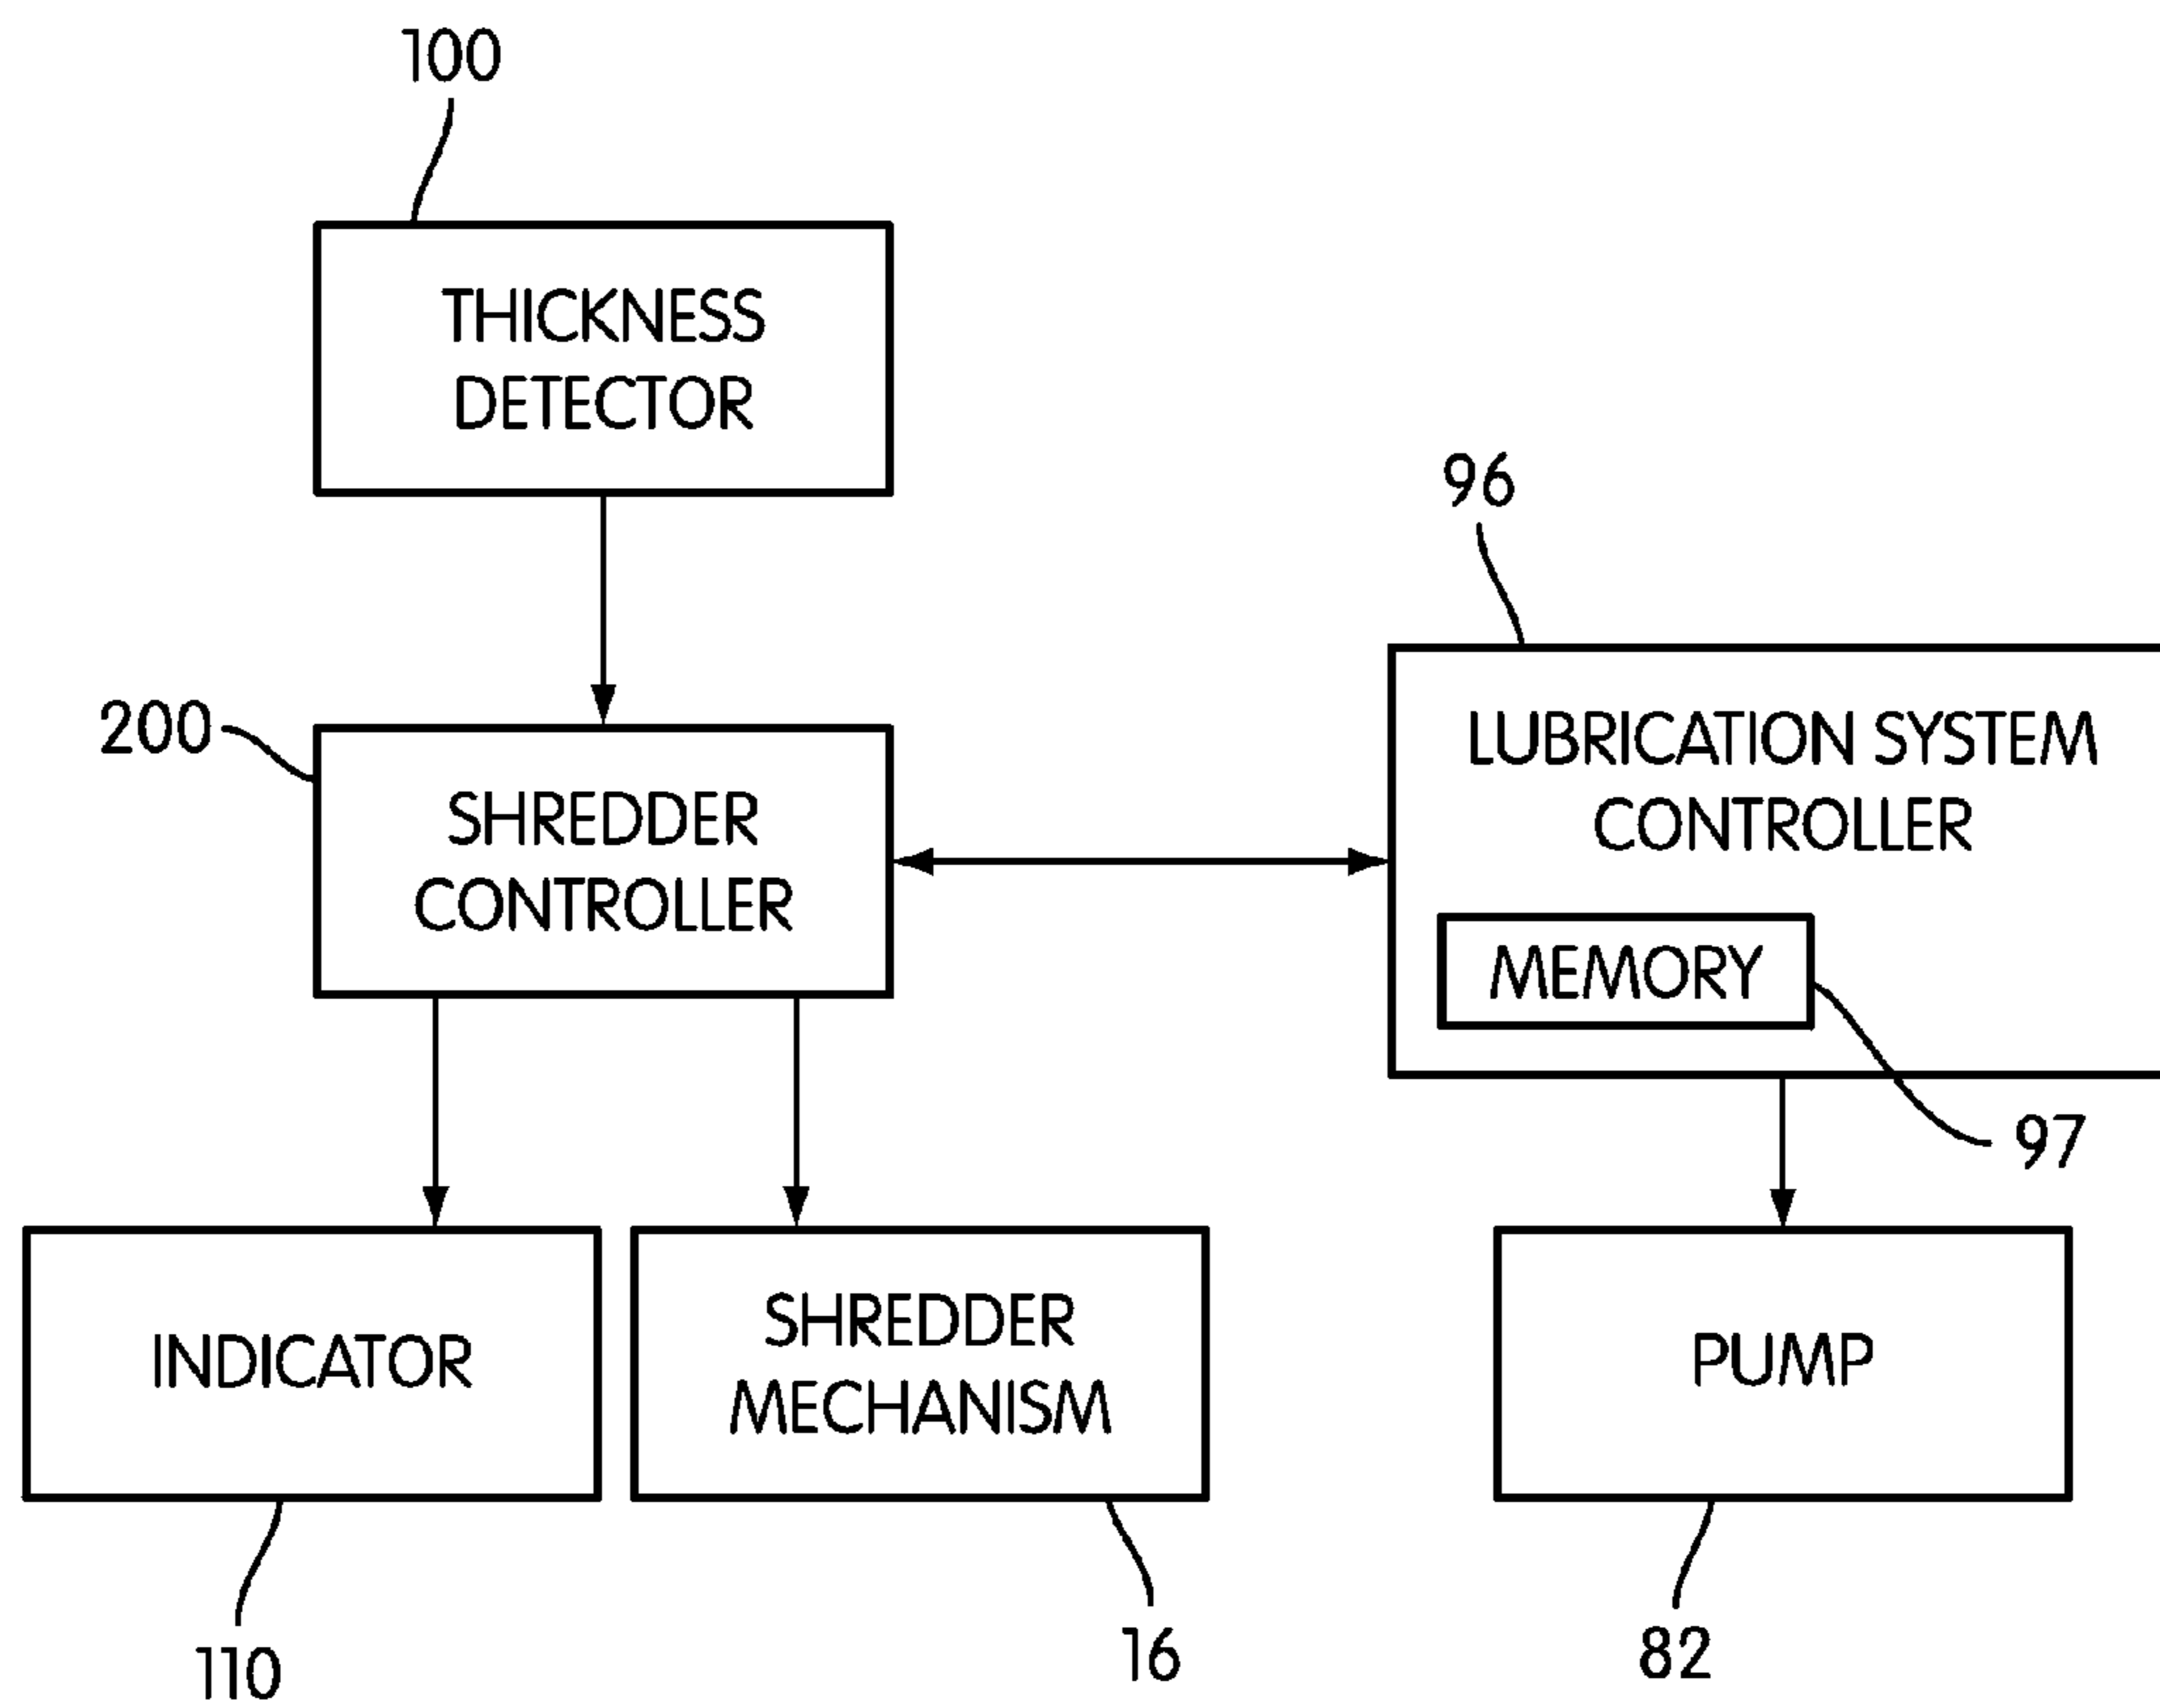 100
THICKNESS
DETECTOR
96
200
SHREDDER
CONTROLLER
LUBRICATION SYSTEM
CONTROLLER
MEMORY
97
INDICATOR
SHREDDER
MECHANISM
PUMP
110
16
82